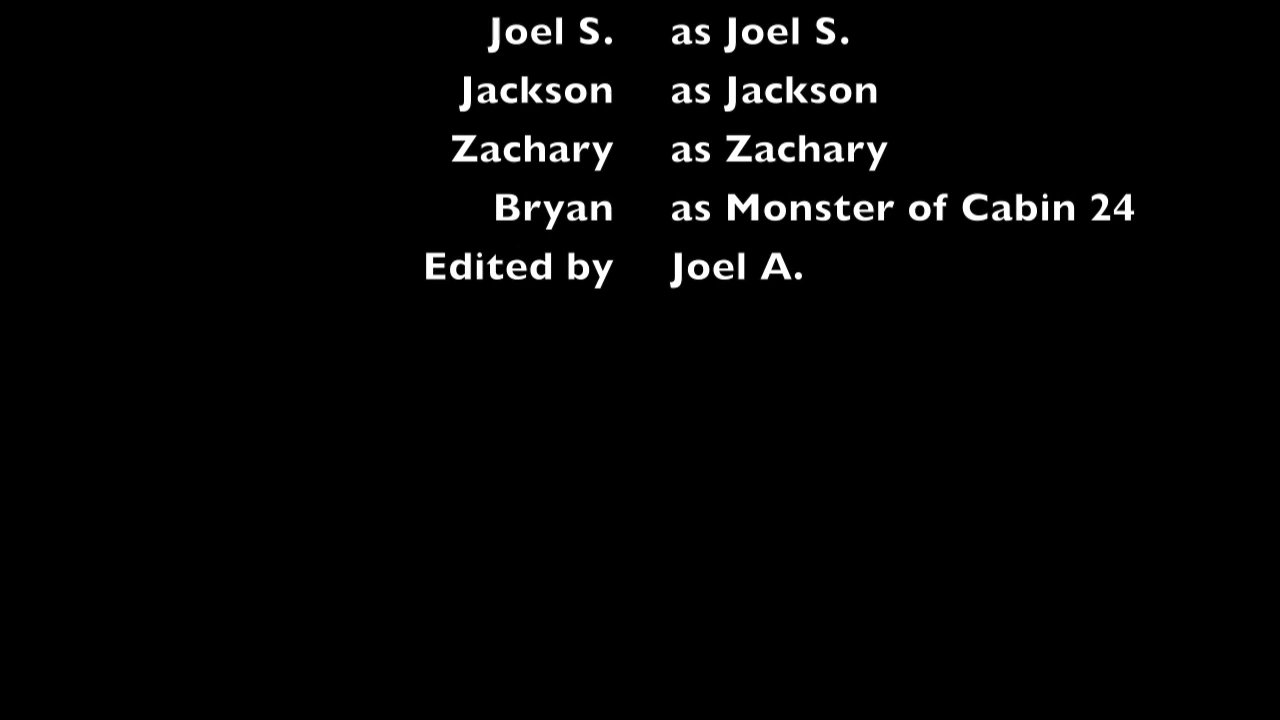 Joel S. as Joel S.
Jackson as Jackson
Zachary as Zachary
Bryan as Monster of Cabin 24
Edited by Joel A.